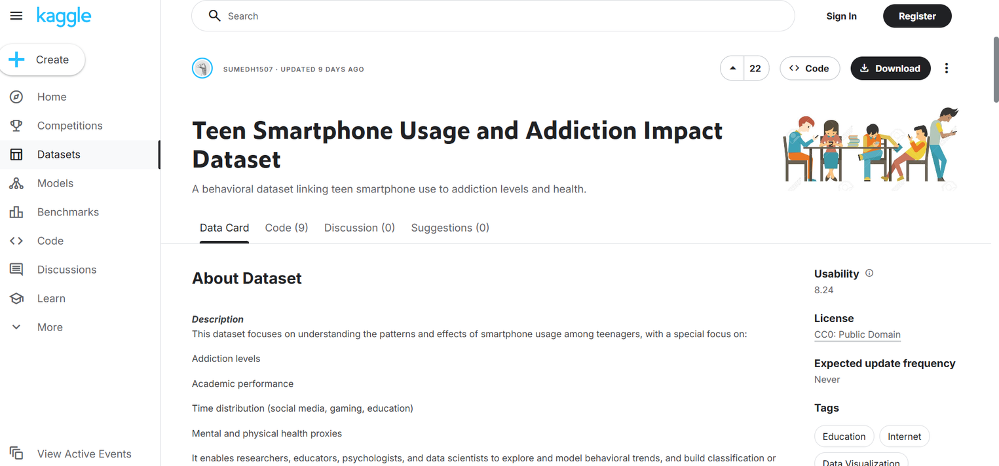 kaggle
Search
Sign In
Register
Create
Home
Competitions
Datasets
Models
Benchmarks
Code
Discussions
Learn
More
View Active Events
SUMEDH1507 · UPDATED 9 DAYS AGO
22
Code
Download
Teen Smartphone Usage and Addiction Impact
Dataset
A behavioral dataset linking teen smartphone use to addiction levels and health.
Data Card
Code (9)
Discussion (0)
Suggestions (0)
About Dataset
Description
This dataset focuses on understanding the patterns and effects of smartphone usage among teenagers, with a special focus on:
Addiction levels
Academic performance
Time distribution (social media, gaming, education)
Mental and physical health proxies
It enables researchers, educators, psychologists, and data scientists to explore and model behavioral trends, and build classification or
Usability
8.24
License
CC0: Public Domain
Expected update frequency
Never
Tags
Education
Internet
Data Visualization